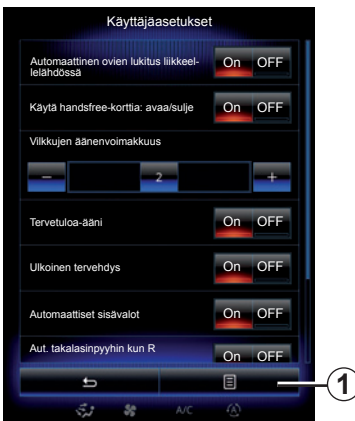 Käyttäjäasetukset
Automaattinen ovien lukitus liikkeel-
lelähdössä
On OFF
Käytä handsfree-korttia: avaa/sulje
On OFF
Vilkkujen äänenvoimakkuus
− 2 +
Tervetuloa-ääni
On OFF
Ulkoinen tervehdys
On OFF
Automaattiset sisävalot
On OFF
Aut. takalasinpyyhin kun R
On OFF
1
A/C